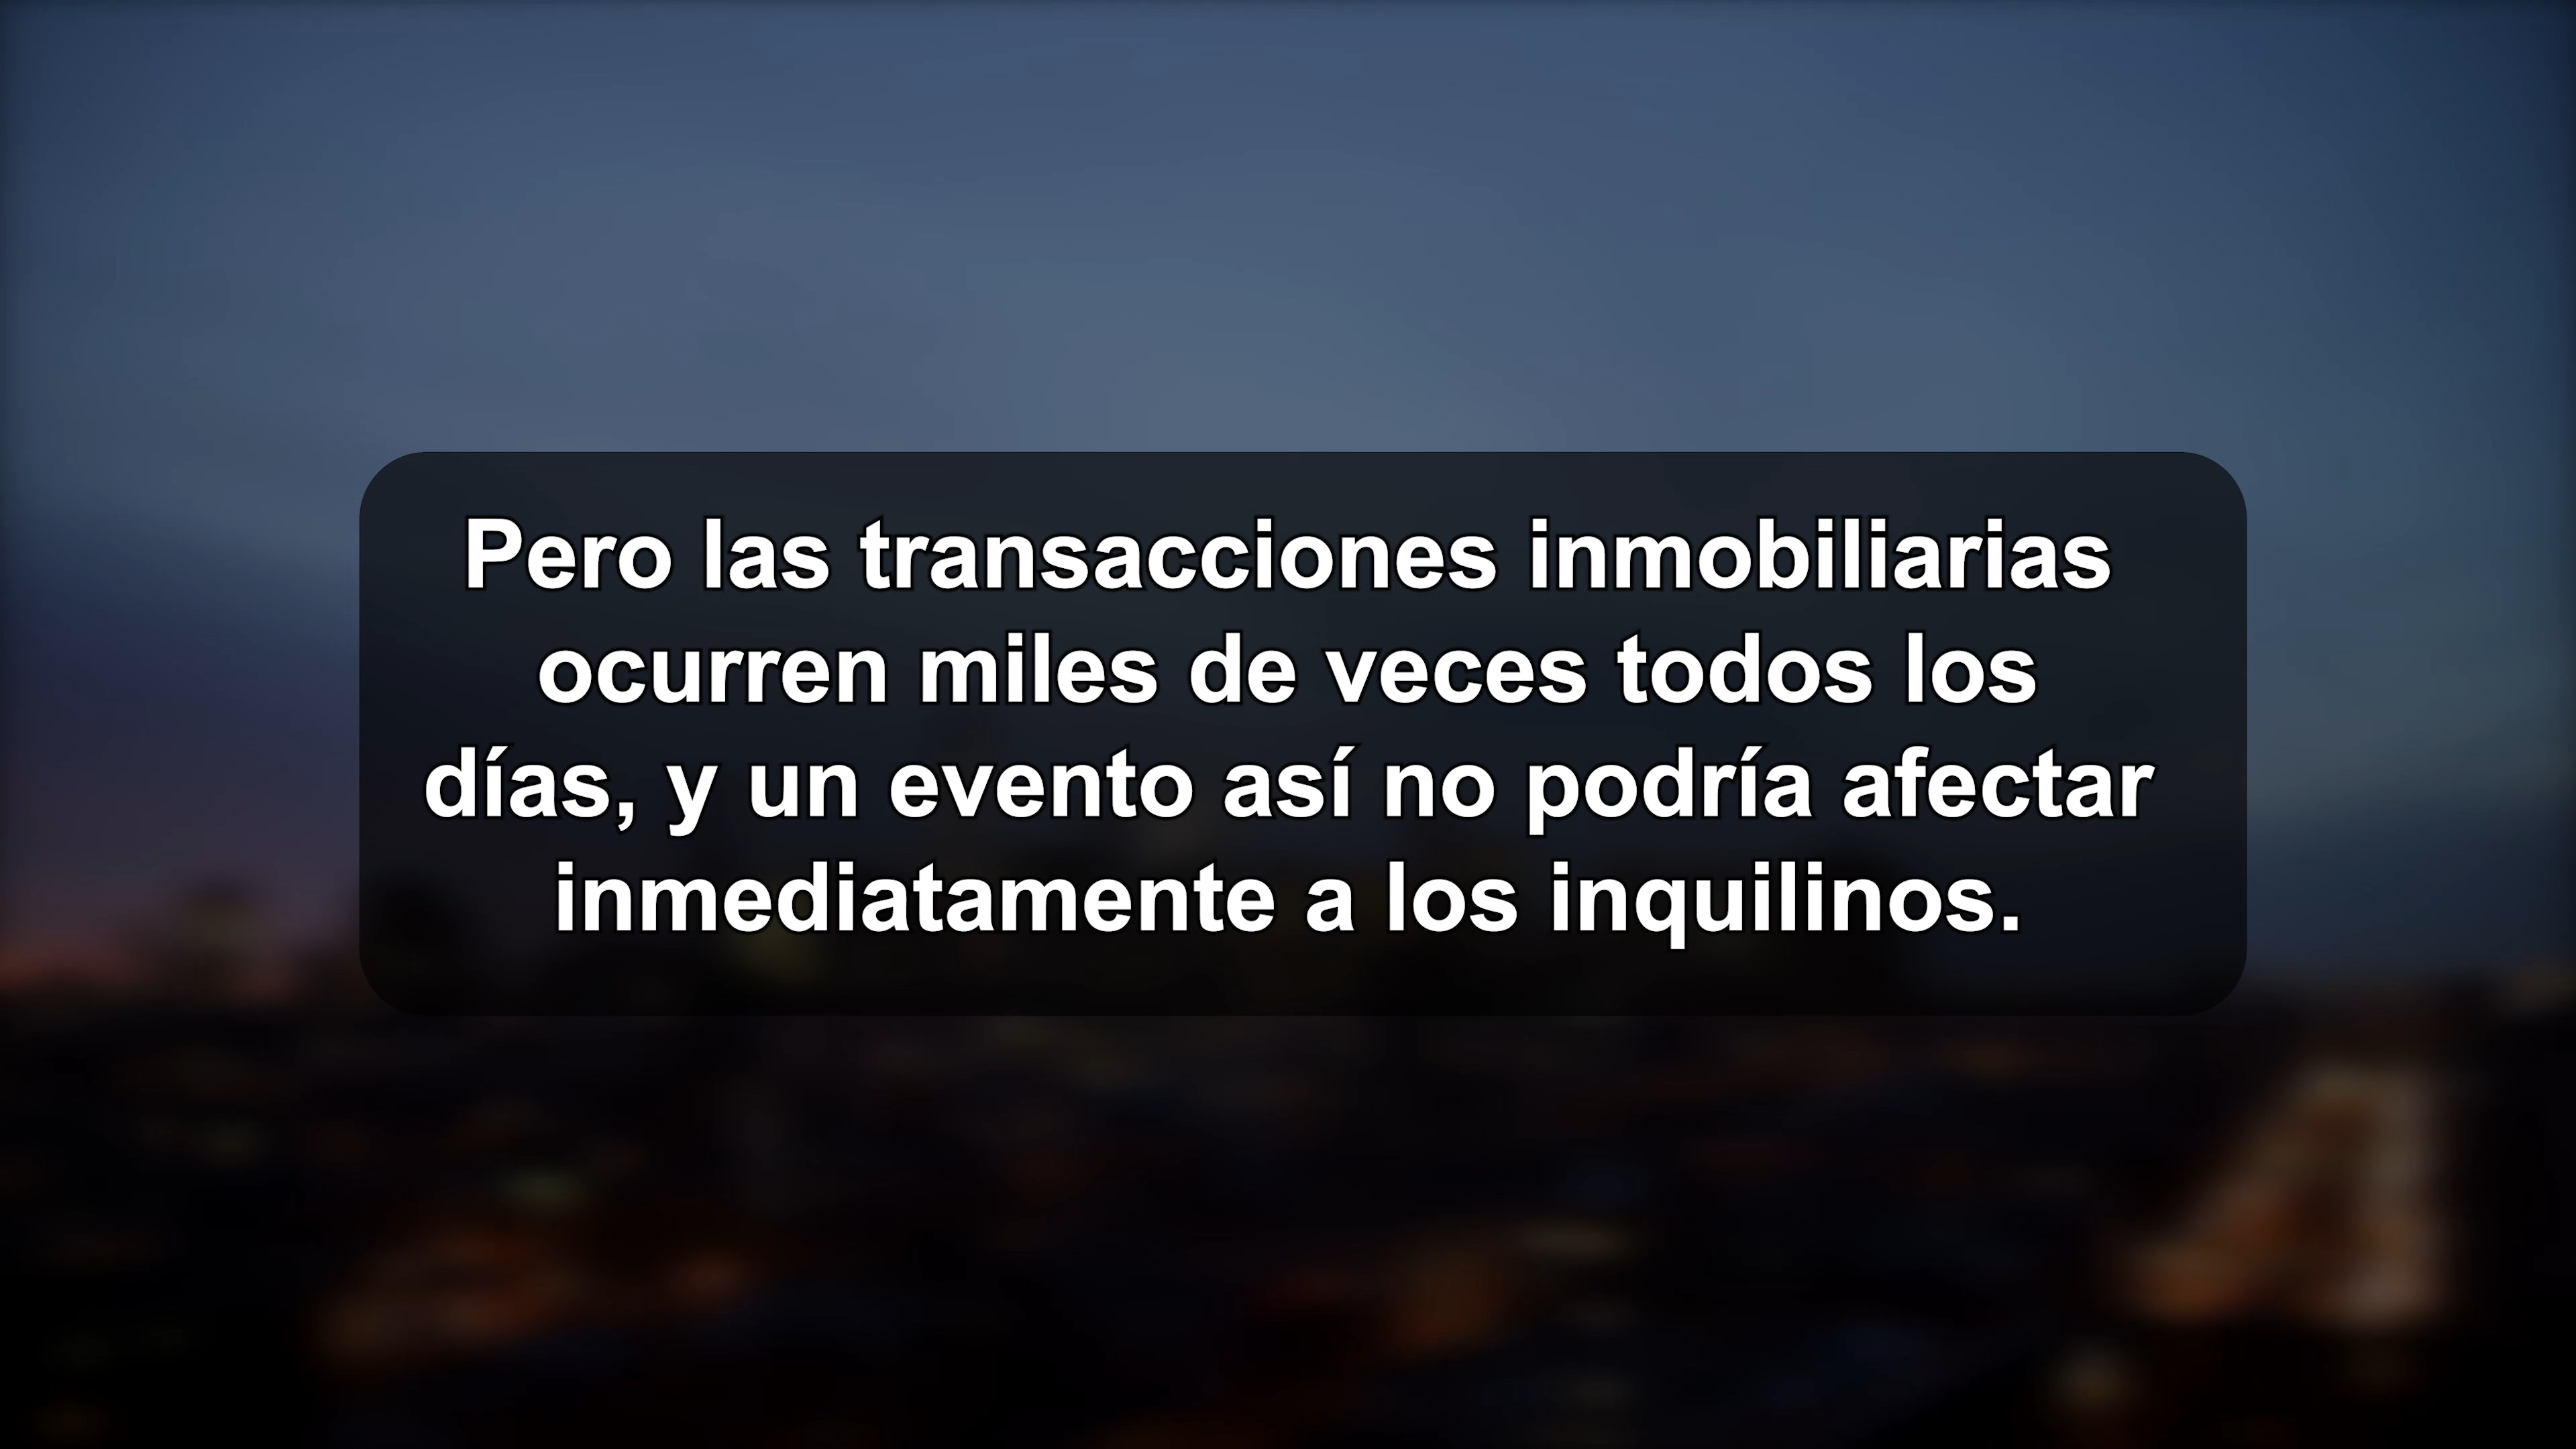 Pero las transacciones inmobiliarias
ocurren miles de veces todos los
días, y un evento así no podría afectar
inmediatamente a los inquilinos.